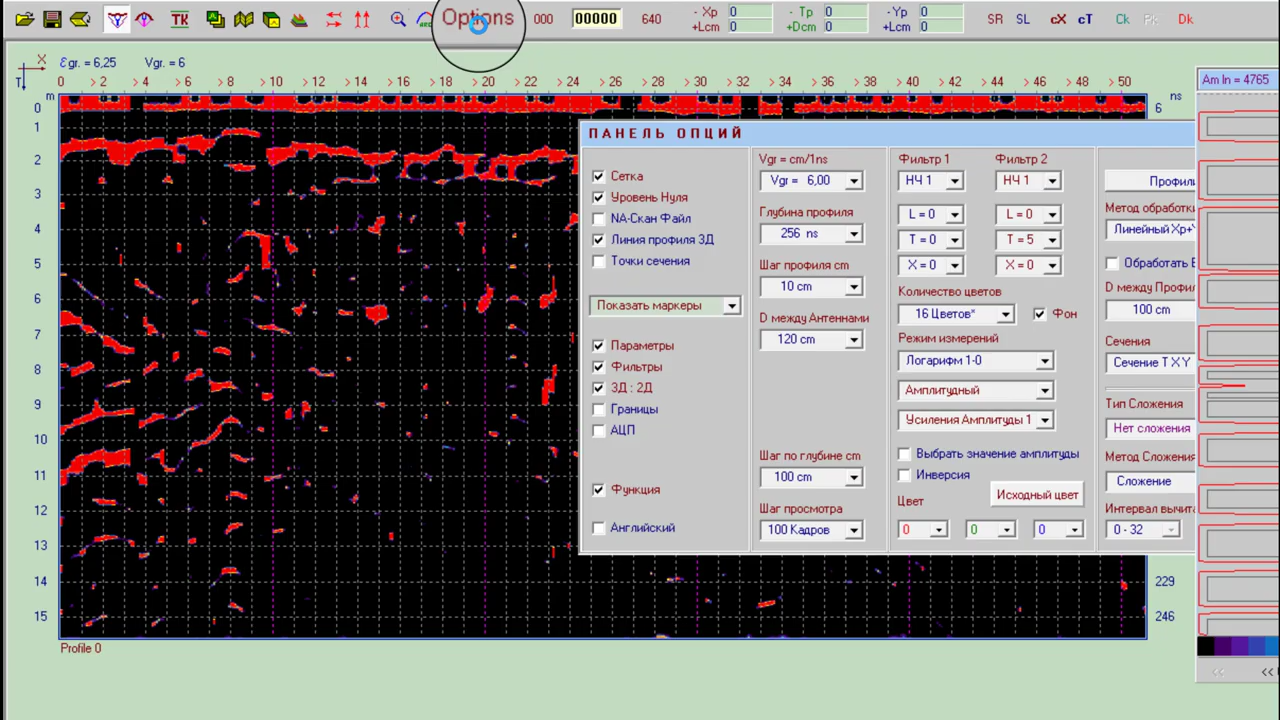 TK
Options
000
00000
640
- Xp 0
+Lcm 0
- Tp 0
+Dcm 0
- Yp 0
+Lcm 0
SR SL cX cT Ck Pk Dk
Ɛgr. = 6,25 Vgr. = 6
X
T
0 > 2 > 4 > 6 > 8 > 10 > 12 > 14 > 16 > 18 > 20 > 22 > 24 > 26 > 28 > 30 > 32 > 34 > 36 > 38 > 40 > 42 > 44 > 46 > 48 > 50
m
0
1
2
3
4
5
6
7
8
9
10
11
12
13
14
15
ns
6
229
246
Profile 0
ПАНЕЛЬ ОПЦИЙ
Сетка
Уровень Нуля
NA-Скан Файл
Линия профиля 3Д
Точки сечения
Показать маркеры
Параметры
Фильтры
3Д : 2Д
Границы
АЦП
Функция
Английский
Vgr = cm/1ns
Vgr = 6,00
Глубина профиля
256 ns
Шаг профиля cm
10 cm
D между Антеннами
120 cm
Шаг по глубине cm
100 cm
Шаг просмотра
100 Кадров
Фильтр 1 Фильтр 2
НЧ 1 НЧ 1
L = 0 L = 0
T = 0 T = 5
X = 0 X = 0
Количество цветов
16 Цветов* Фон
Режим измерений
Логарифм 1-0
Амплитудный
Усиления Амплитуды 1
Выбрать значение амплитуды
Инверсия
Исходный цвет
Цвет
0 0 0
Профили
Метод обработки
Линейный Xp+Y
Обработать В
D между Профил
100 cm
Сечения
Сечение T X Y
Тип Сложения
Нет сложения
Метод Сложения
Сложение
Интервал вычита
0 - 32
Am In = 4765
<< <<